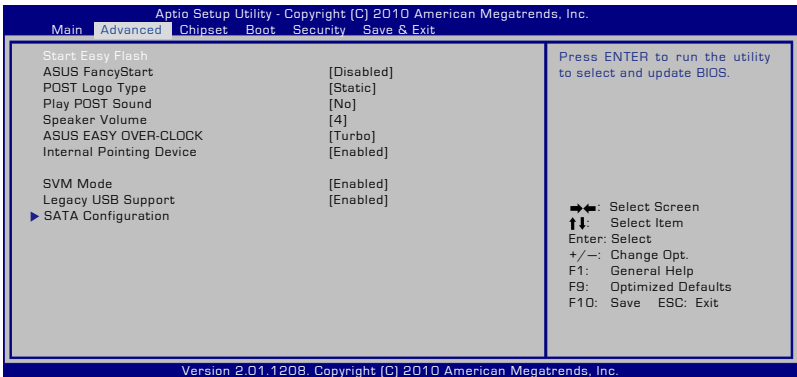 Aptio Setup Utility - Copyright (C) 2010 American Megatrends, Inc.
Main Advanced Chipset Boot Security Save & Exit
Start Easy Flash
ASUS FancyStart [Disabled]
POST Logo Type [Static]
Play POST Sound [No]
Speaker Volume [4]
ASUS EASY OVER-CLOCK [Turbo]
Internal Pointing Device [Enabled]
SVM Mode [Enabled]
Legacy USB Support [Enabled]
SATA Configuration
Press ENTER to run the utility
to select and update BIOS.
→←: Select Screen
↑↓: Select Item
Enter: Select
+/—: Change Opt.
F1: General Help
F9: Optimized Defaults
F10: Save ESC: Exit
Version 2.01.1208. Copyright (C) 2010 American Megatrends, Inc.